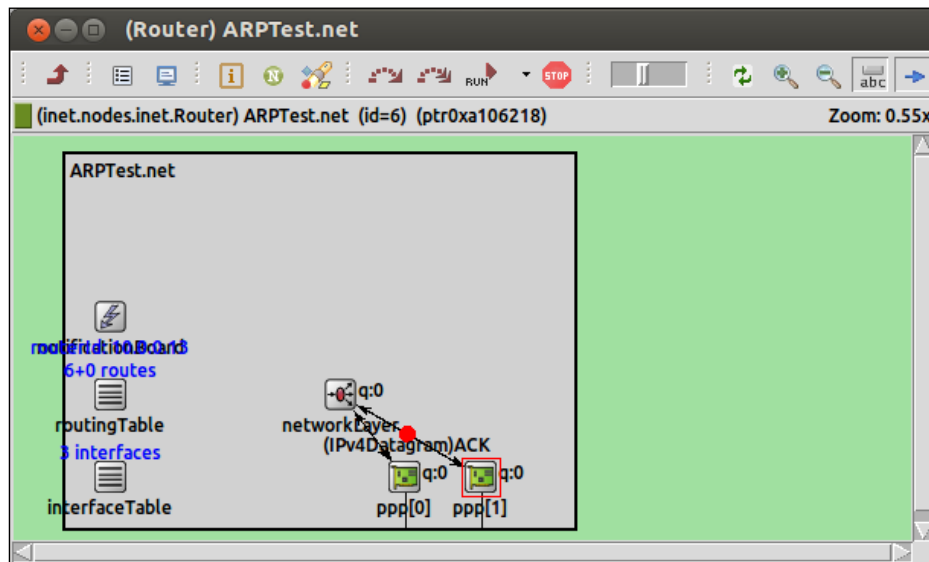 (Router) ARPTest.net
RUN
STOP
abc
(inet.nodes.inet.Router) ARPTest.net (id=6) (ptr0xa106218)
Zoom: 0.55x
ARPTest.net
notificationBoard
6+0 routes
q:0
routingTable
networkLayer
(IPv4Datagram)ACK
3 interfaces
q:0
q:0
interfaceTable
ppp[0]
ppp[1]